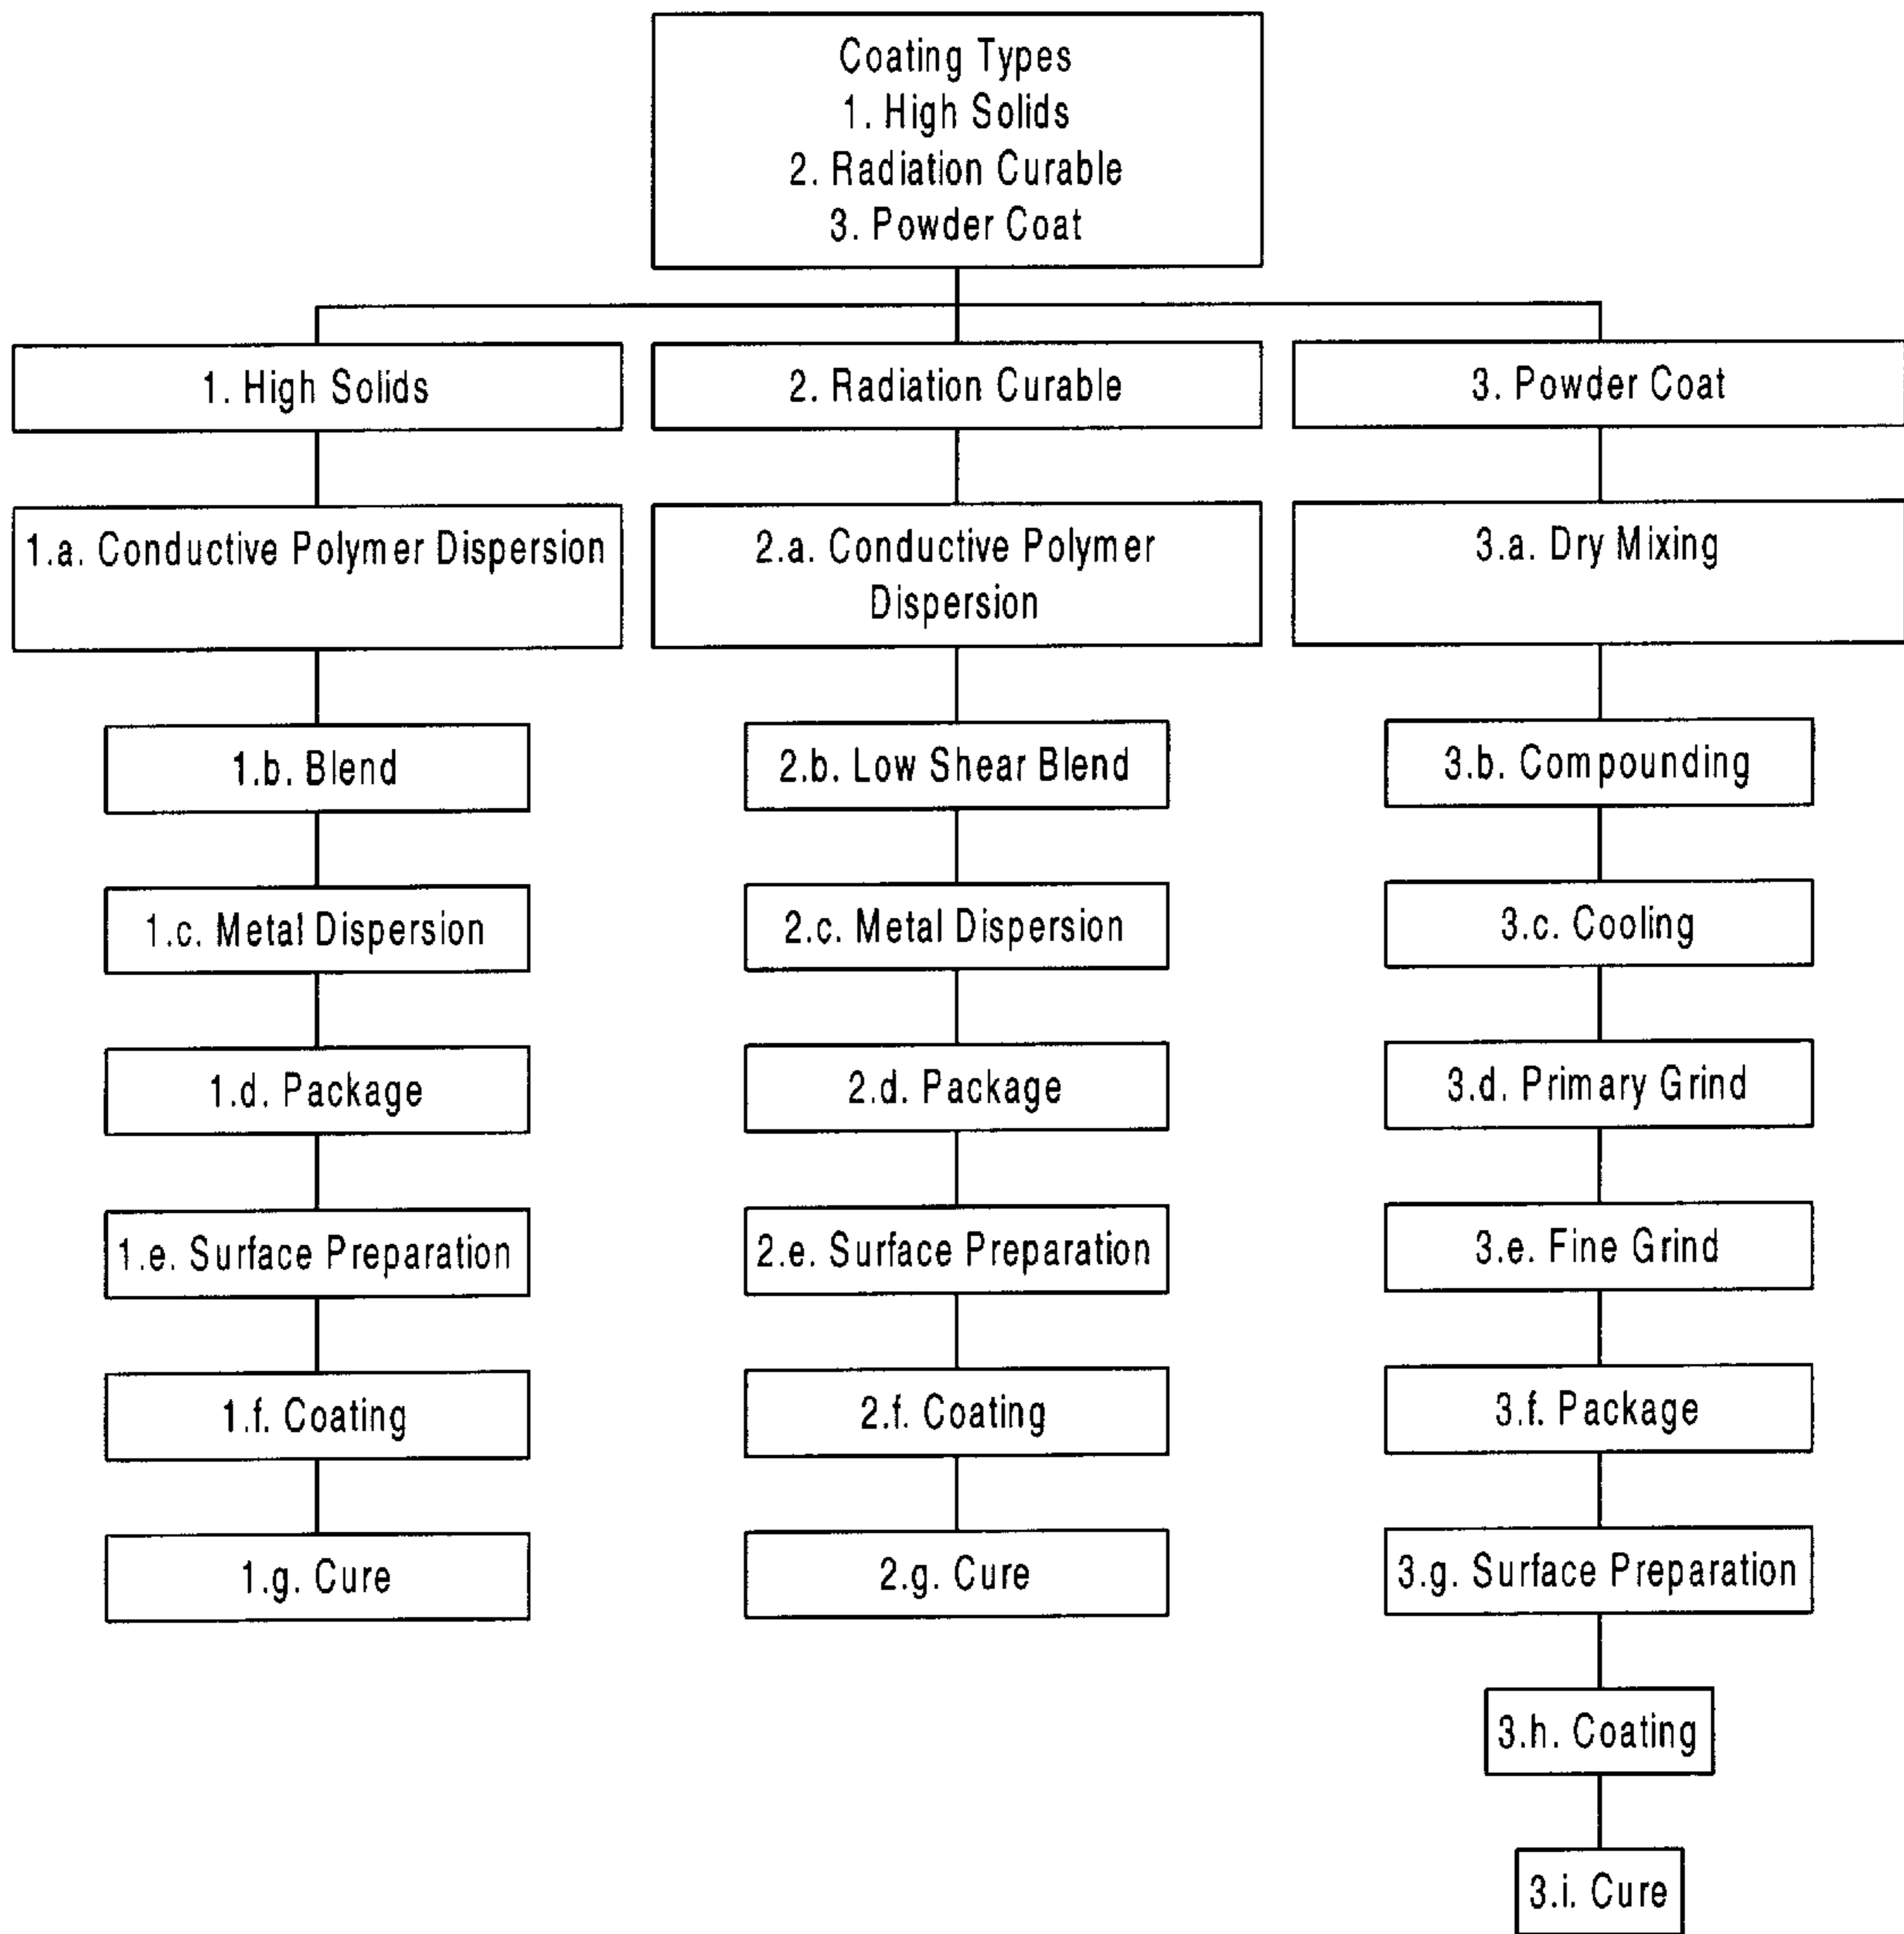 Coating Types
1. High Solids
2. Radiation Curable
3. Powder Coat
1. High Solids
2. Radiation Curable
3. Powder Coat
1.a. Conductive Polymer Dispersion
2.a. Conductive Polymer
Dispersion
3.a. Dry Mixing
1.b. Blend
2.b. Low Shear Blend
3.b. Compounding
1.c. Metal Dispersion
2.c. Metal Dispersion
3.c. Cooling
1.d. Package
2.d. Package
3.d. Primary Grind
1.e. Surface Preparation
2.e. Surface Preparation
3.e. Fine Grind
1.f. Coating
2.f. Coating
3.f. Package
1.g. Cure
2.g. Cure
3.g. Surface Preparation
3.h. Coating
3.i. Cure